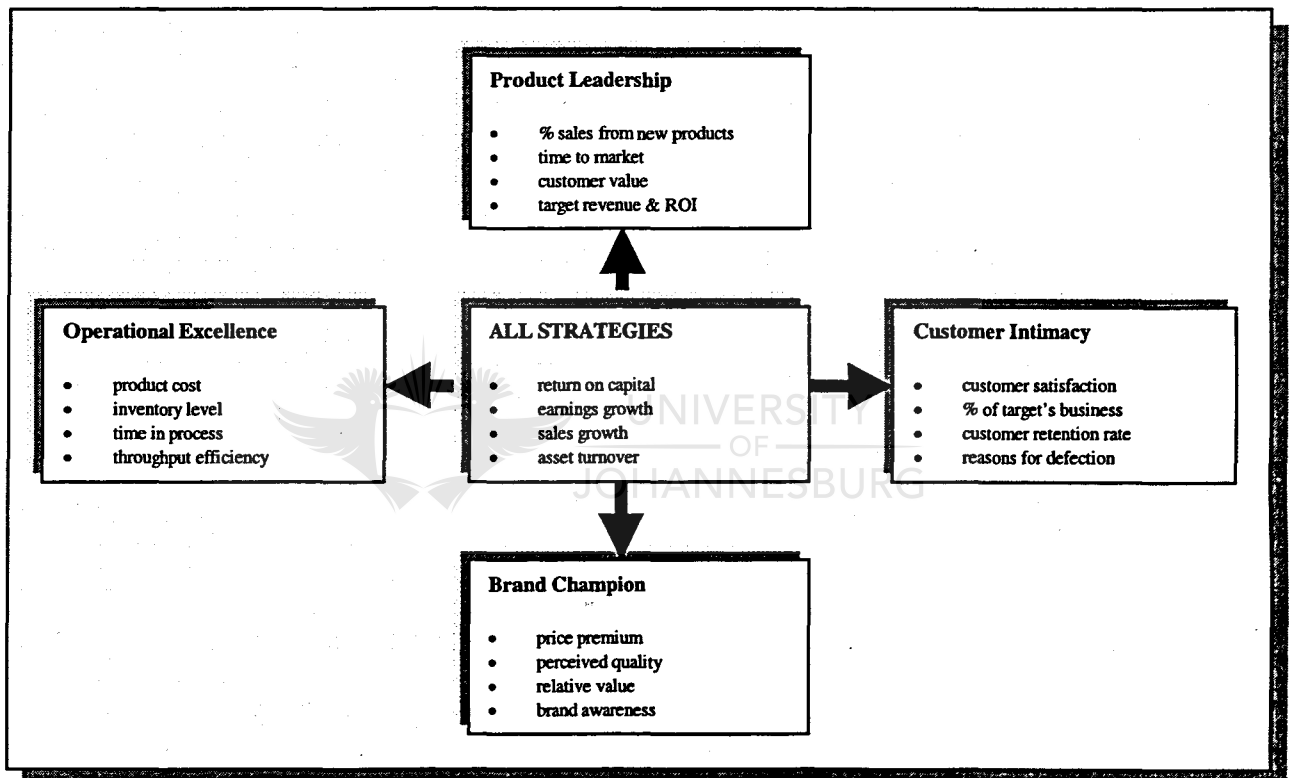 Product Leadership
• % sales from new products
• time to market
• customer value
• target revenue & ROI
Operational Excellence
• product cost
• inventory level
• time in process
• throughput efficiency
ALL STRATEGIES
• return on capital
• earnings growth
• sales growth
• asset turnover
Customer Intimacy
• customer satisfaction
• % of target's business
• customer retention rate
• reasons for defection
UNIVERSITY
OF
JOHANNESBURG
Brand Champion
• price premium
• perceived quality
• relative value
• brand awareness